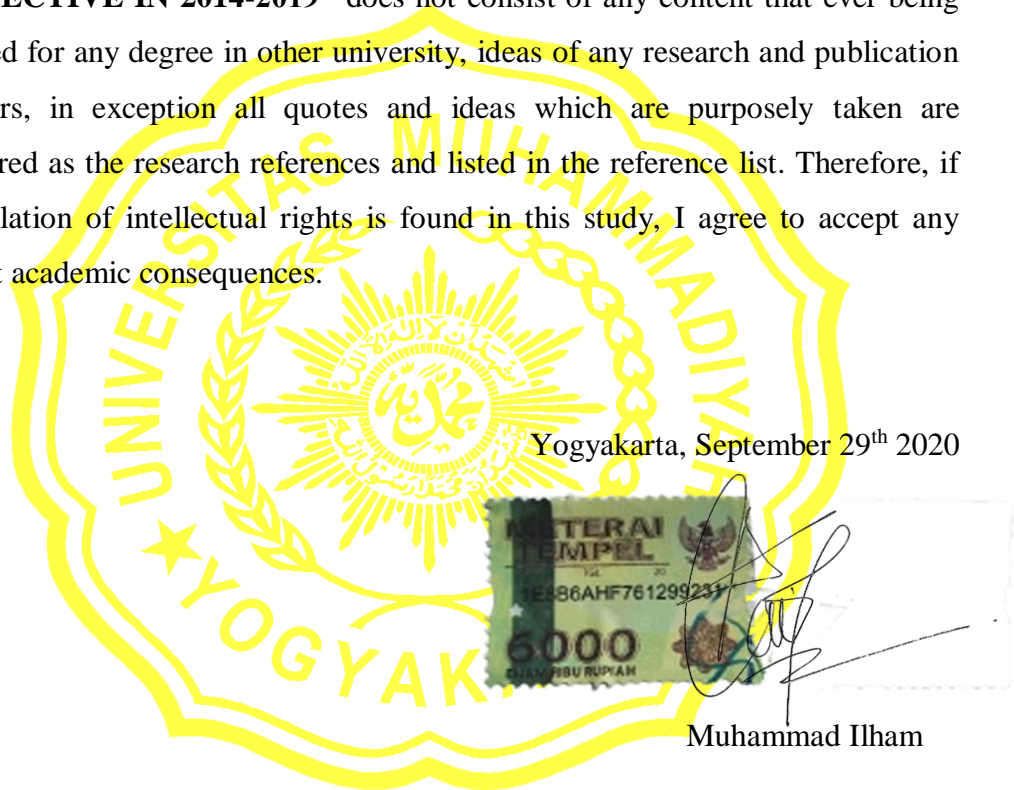 ECTIVE IN 2014-2019" does not consist of any content that ever being
ed for any degree in other university, ideas of any research and publication
rs, in exception all quotes and ideas which are purposely taken are
red as the research references and listed in the reference list. Therefore, if
lation of intellectual rights is found in this study, I agree to accept any
t academic consequences.
UNIVERSITAS MUHAMMADIYAH
YOGYAK
Yogyakarta, September 29th 2020
METERAI
TEMPEL
6000
ENAM RIBU RUPIAH
Muhammad Ilham